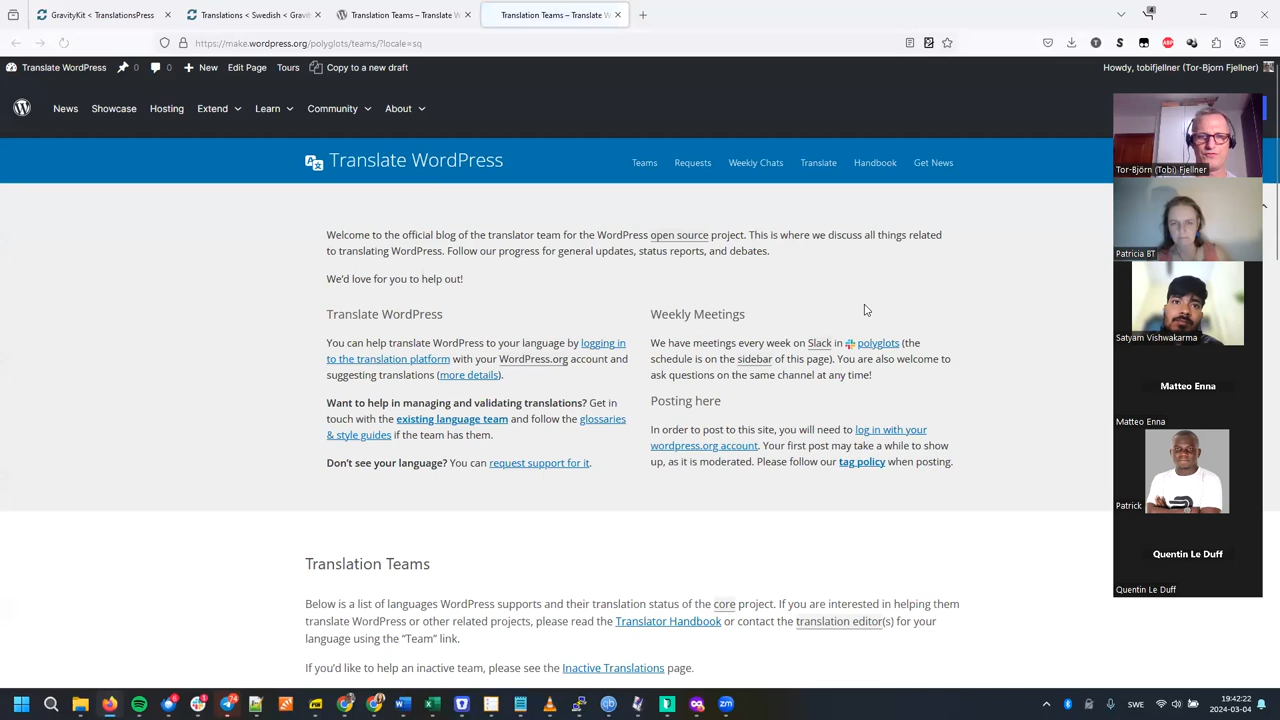 GravityKit < TranslationsPress
Translations < Swedish < Gravit
Translation Teams – Translate W
Translation Teams – Translate W
https://make.wordpress.org/polyglots/teams/?locale=sq
Translate WordPress
0
0
New
Edit Page
Tours
Copy to a new draft
Howdy, tobifjellner (Tor-Bjorn Fjellner)
News
Showcase
Hosting
Extend
Learn
Community
About
Translate WordPress
Teams
Requests
Weekly Chats
Translate
Handbook
Get News
Welcome to the official blog of the translator team for the WordPress open source project. This is where we discuss all things related
to translating WordPress. Follow our progress for general updates, status reports, and debates.
We'd love for you to help out!
Translate WordPress
You can help translate WordPress to your language by logging in
to the translation platform with your WordPress.org account and
suggesting translations (more details).
Want to help in managing and validating translations? Get in
touch with the existing language team and follow the glossaries
& style guides if the team has them.
Don't see your language? You can request support for it.
Weekly Meetings
We have meetings every week on Slack in polyglots (the
schedule is on the sidebar of this page). You are also welcome to
ask questions on the same channel at any time!
Posting here
In order to post to this site, you will need to log in with your
wordpress.org account. Your first post may take a while to show
up, as it is moderated. Please follow our tag policy when posting.
Translation Teams
Below is a list of languages WordPress supports and their translation status of the core project. If you are interested in helping them
translate WordPress or other related projects, please read the Translator Handbook or contact the translation editor(s) for your
language using the "Team" link.
If you'd like to help an inactive team, please see the Inactive Translations page.
Tor-Björn (Tobi) Fjellner
Patricia BT
Satyam Vishwakarma
Matteo Enna
Matteo Enna
Patrick
Quentin Le Duff
Quentin Le Duff
SWE
19:42:22
2024-03-04